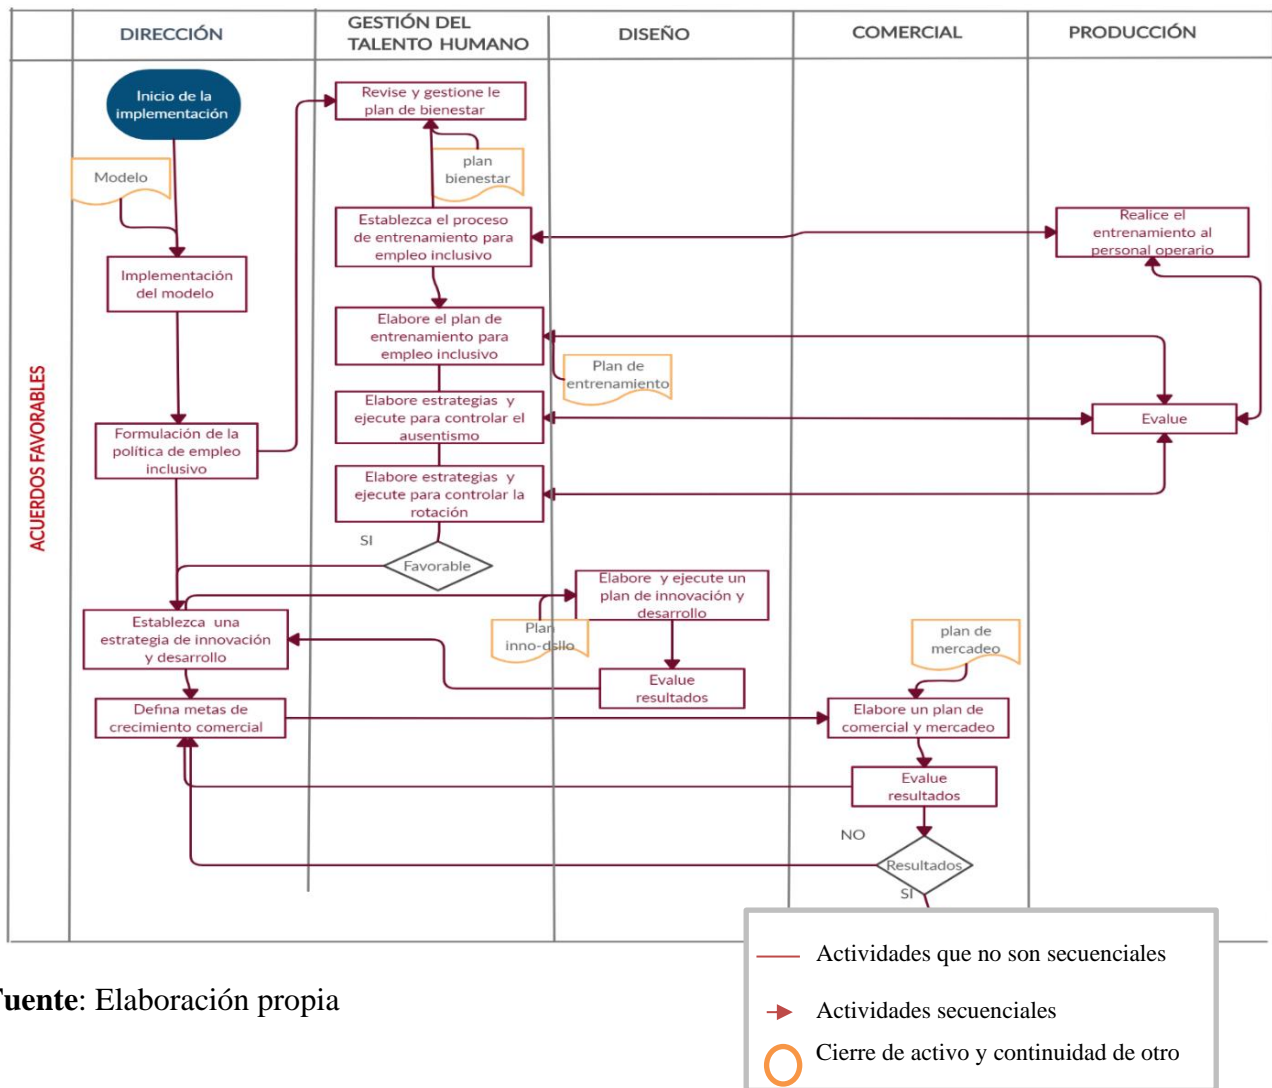 DIRECCIÓN
GESTIÓN DEL
TALENTO HUMANO
DISEÑO
COMERCIAL
PRODUCCIÓN
ACUERDOS FAVORABLES
Inicio de la
implementación
Modelo
Implementación
del modelo
Formulación de la
política de empleo
inclusivo
Establezca una
estrategia de innovación
y desarrollo
Defina metas de
crecimiento comercial
Revise y gestione le
plan de bienestar
plan
bienestar
Establezca el proceso
de entrenamiento para
empleo inclusivo
Elabore el plan de
entrenamiento para
empleo inclusivo
Plan de
entrenamiento
Elabore estrategias y
ejecute para controlar el
ausentismo
Elabore estrategias y
ejecute para controlar la
rotación
SI
Favorable
Elabore y ejecute un
plan de innovación y
desarrollo
Plan
inno-dsllo
Evalue
resultados
plan de
mercadeo
Elabore un plan de
comercial y mercadeo
Evalue
resultados
NO
Resultados
SI
Realice el
entrenamiento al
personal operario
Evalue
Actividades que no son secuenciales
Actividades secuenciales
Cierre de activo y continuidad de otro
Fuente: Elaboración propia